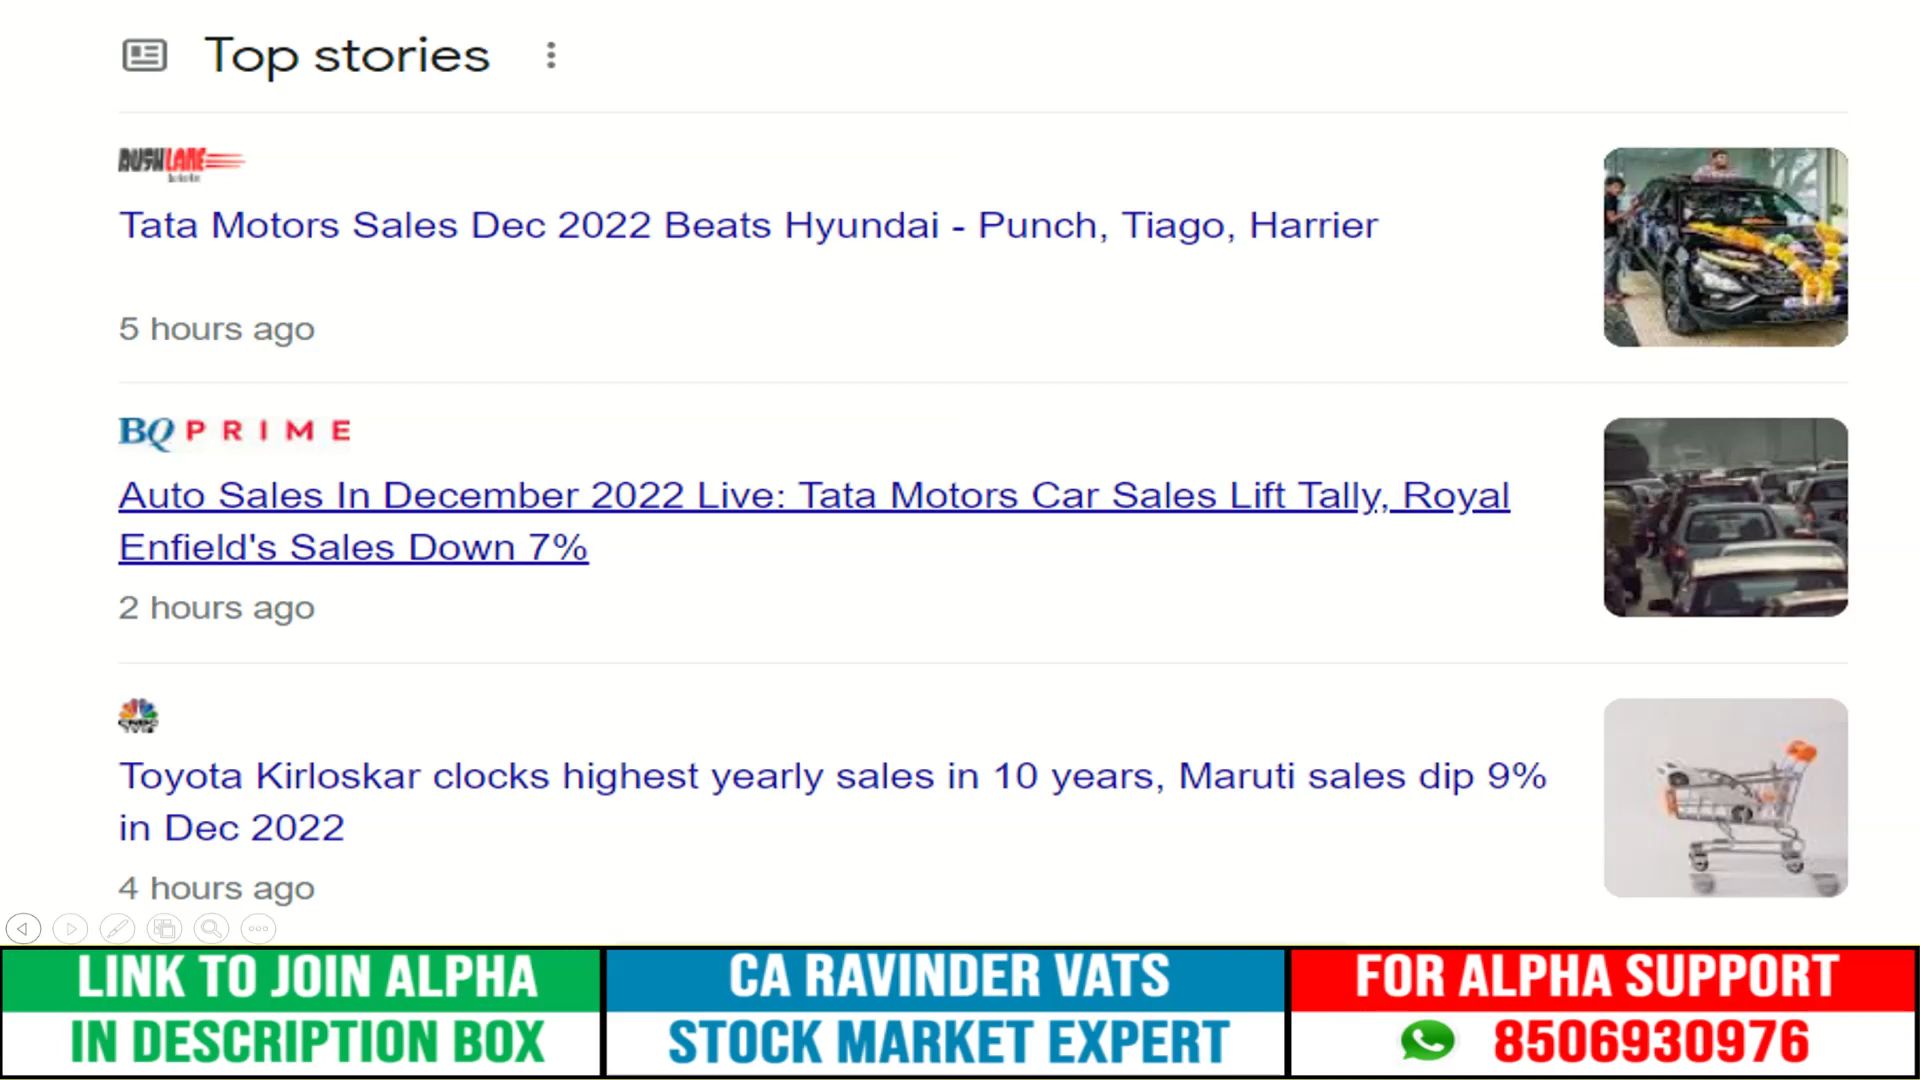 Top stories
RUSHLANE
Tata Motors Sales Dec 2022 Beats Hyundai - Punch, Tiago, Harrier
5 hours ago
BQ PRIME
Auto Sales In December 2022 Live: Tata Motors Car Sales Lift Tally, Royal
Enfield's Sales Down 7%
2 hours ago
CNBC
TV18
Toyota Kirloskar clocks highest yearly sales in 10 years, Maruti sales dip 9%
in Dec 2022
4 hours ago
LINK TO JOIN ALPHA
IN DESCRIPTION BOX
CA RAVINDER VATS
STOCK MARKET EXPERT
FOR ALPHA SUPPORT
8506930976